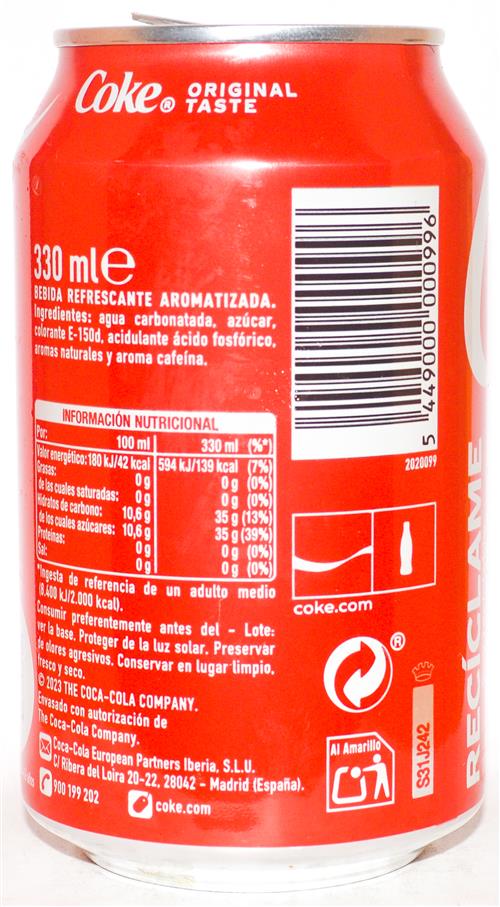 Coke® ORIGINAL
TASTE
330 ml ℮
BEBIDA REFRESCANTE AROMATIZADA.
Ingredientes: agua carbonatada, azúcar,
colorante E-150d, acidulante ácido fosfórico,
aromas naturales y aroma cafeína.
INFORMACIÓN NUTRICIONAL
Por: 100 ml 330 ml (%*)
Valor energético: 180 kJ/42 kcal 594 kJ/139 kcal (7%)
Grasas: 0 g 0 g (0%)
de las cuales saturadas: 0 g 0 g (0%)
Hidratos de carbono: 10,6 g 35 g (13%)
de los cuales azúcares: 10,6 g 35 g (39%)
Proteínas: 0 g 0 g (0%)
Sal: 0 g 0 g (0%)
*Ingesta de referencia de un adulto medio
(8.400 kJ/2.000 kcal).
Consumir preferentemente antes del - Lote:
ver la base. Proteger de la luz solar. Preservar
de olores agresivos. Conservar en lugar limpio,
fresco y seco.
© 2023 THE COCA-COLA COMPANY.
Envasado con autorización de
The Coca-Cola Company.
Coca-Cola European Partners Iberia, S.L.U.
C/ Ribera del Loira 20-22, 28042 - Madrid (España).
900 199 202 coke.com
5 449000 000996
2020099
coke.com
®
Al Amarillo
S31J242
RECÍCLAME